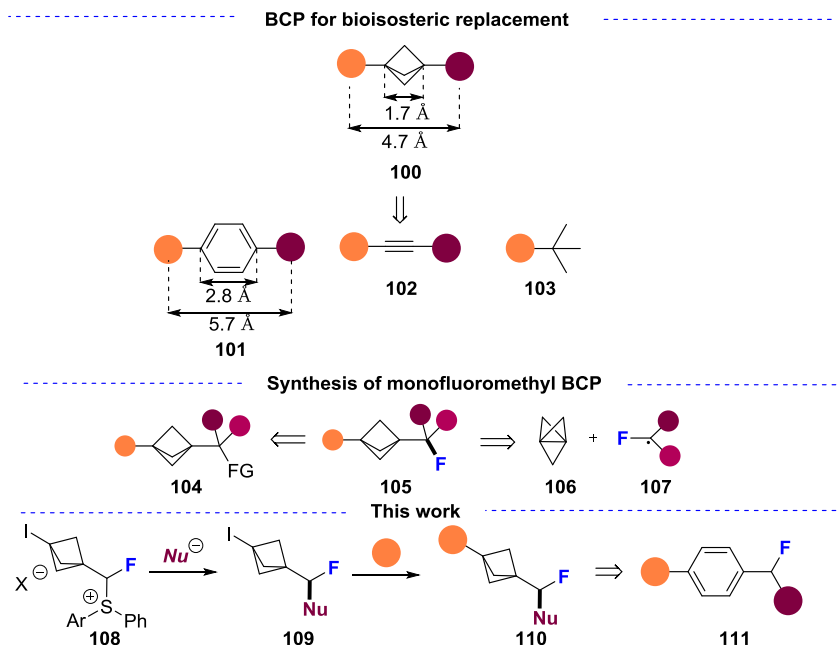 BCP for bioisosteric replacement
1.7 Å
4.7 Å
100
2.8 Å
5.7 Å
101
102
103
Synthesis of monofluoromethyl BCP
FG
104
F
105
106
+
F
107
This work
I
F
X⊖
S⊕
Ar
Ph
108
Nu⊖
I
F
Nu
109
F
Nu
110
F
111